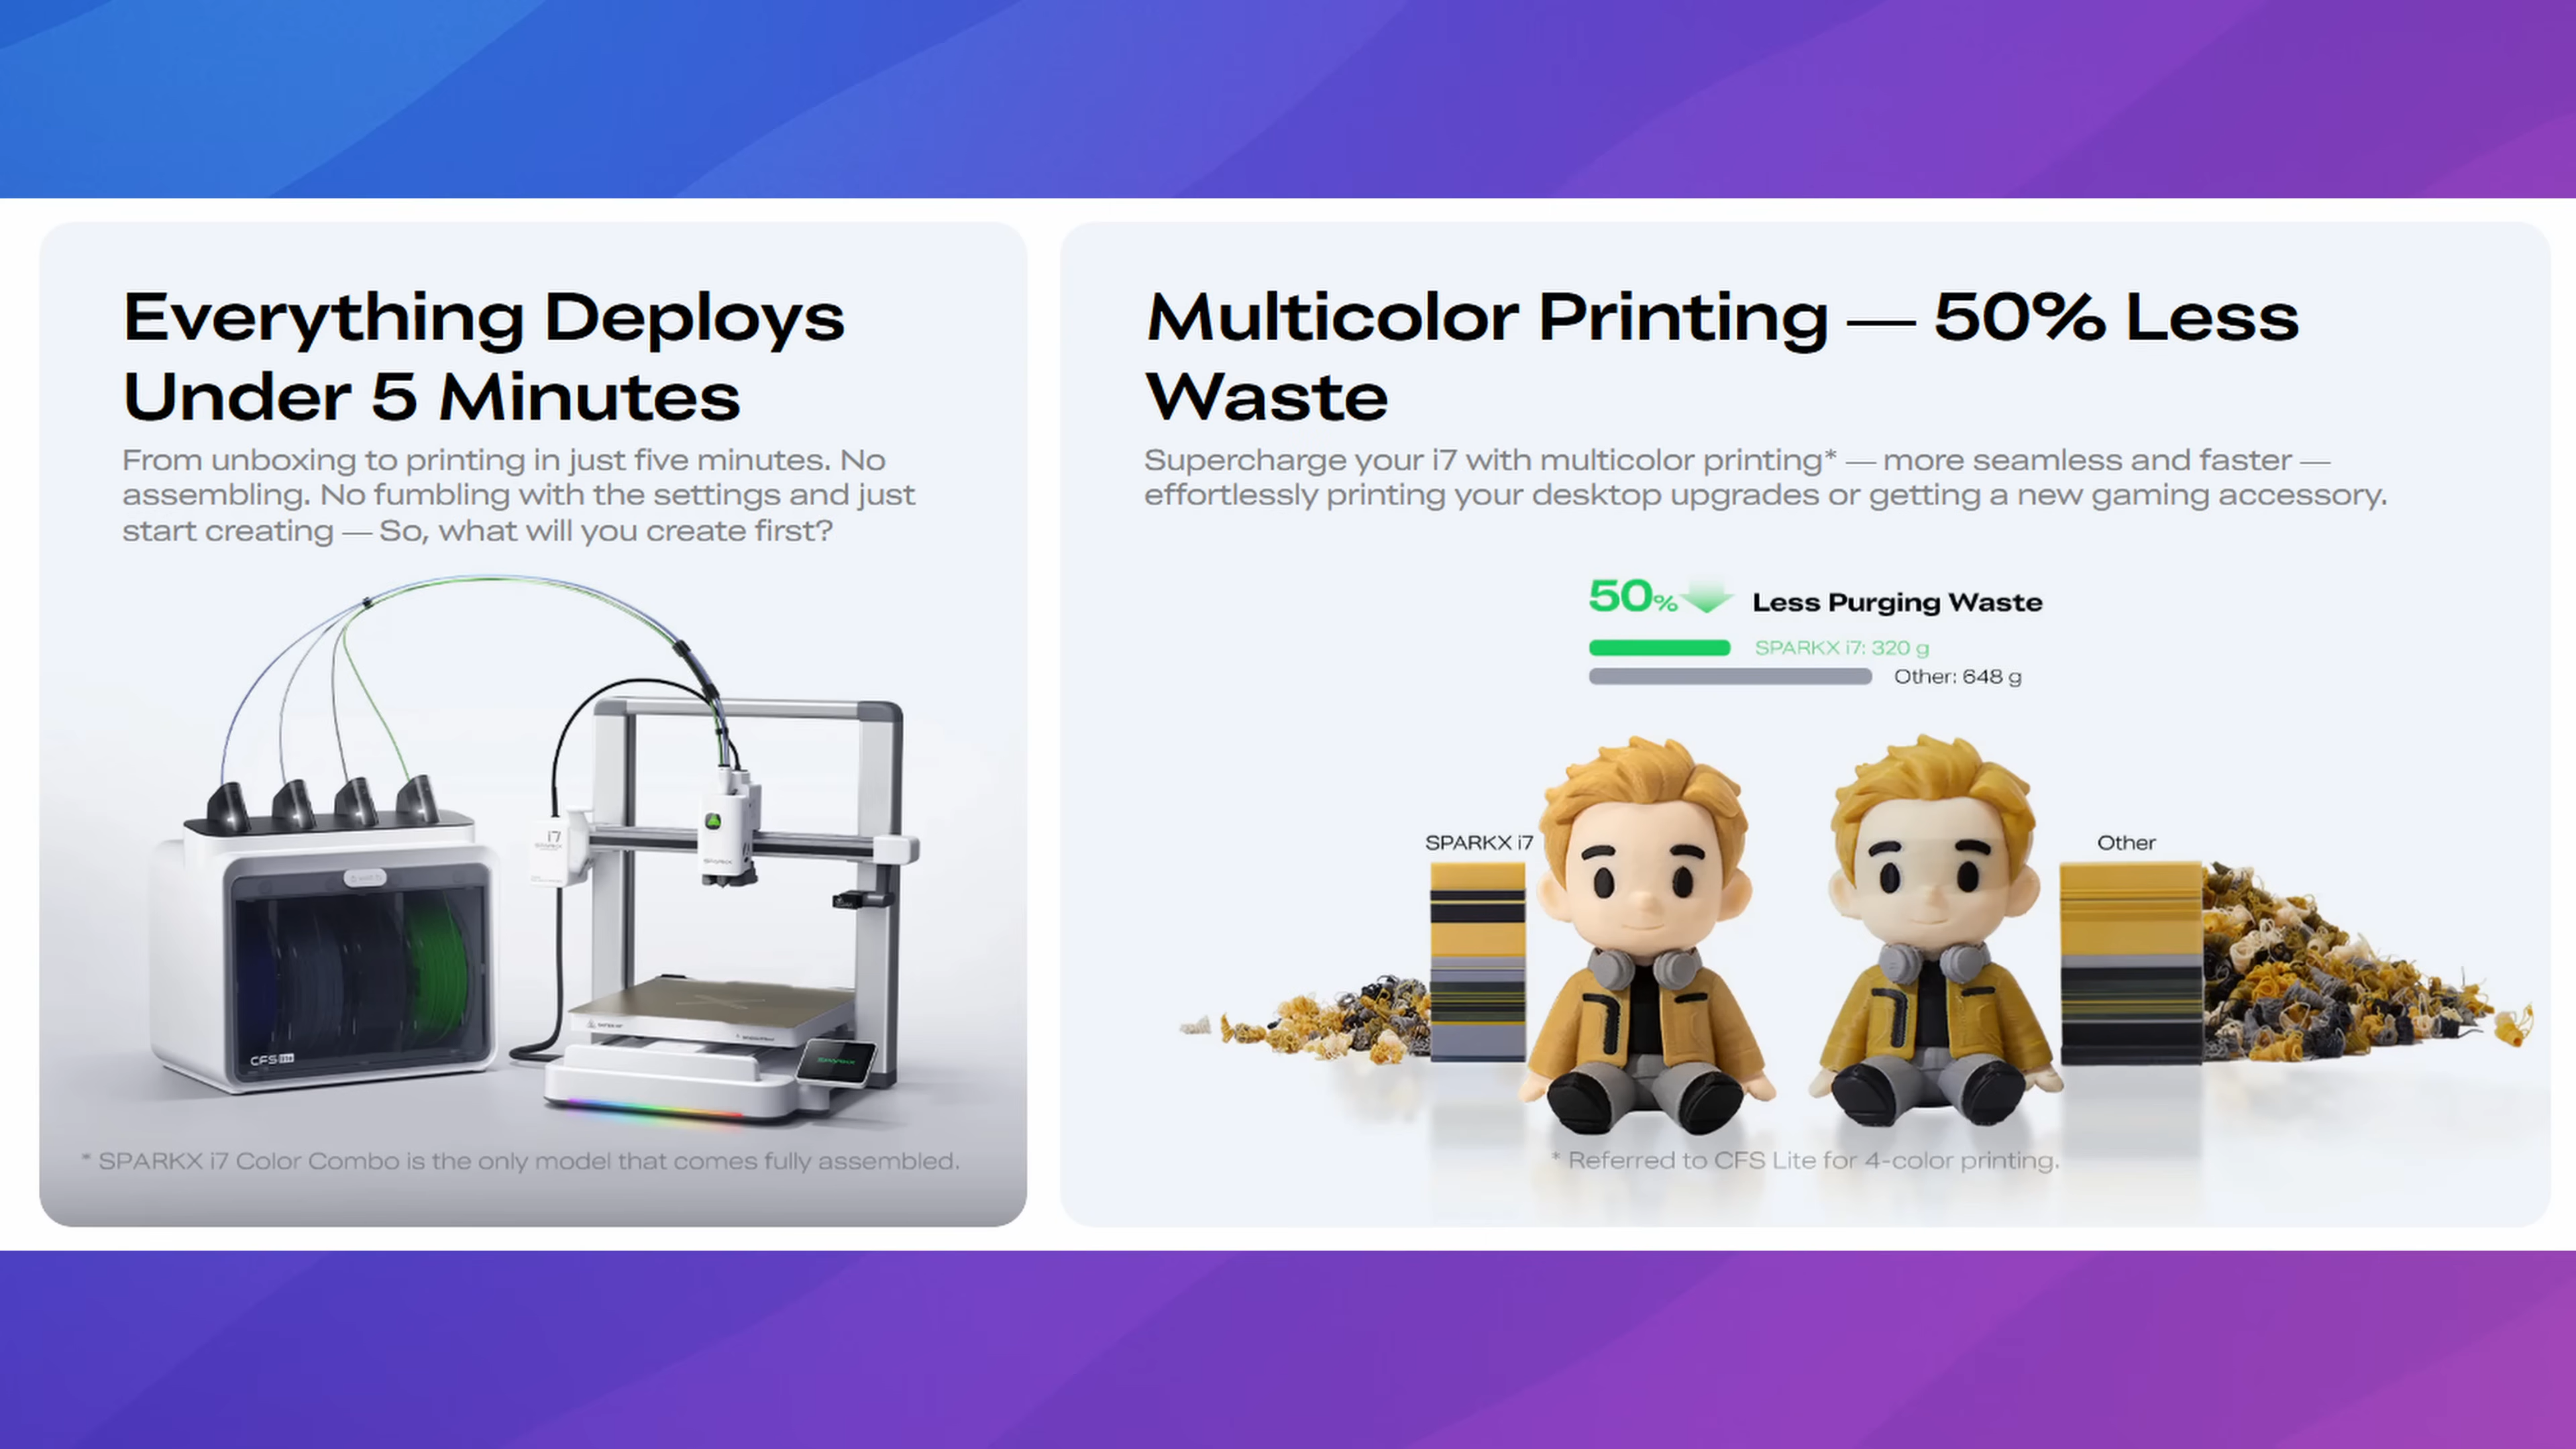 Everything Deploys
Under 5 Minutes
From unboxing to printing in just five minutes. No
assembling. No fumbling with the settings and just
start creating — So, what will you create first?
i7
SPARKX
CFS lite
* SPARKX i7 Color Combo is the only model that comes fully assembled.
Multicolor Printing — 50% Less
Waste
Supercharge your i7 with multicolor printing* — more seamless and faster —
effortlessly printing your desktop upgrades or getting a new gaming accessory.
50% Less Purging Waste
SPARKX i7: 320 g
Other: 648 g
SPARKX i7
Other
* Referred to CFS Lite for 4-color printing.